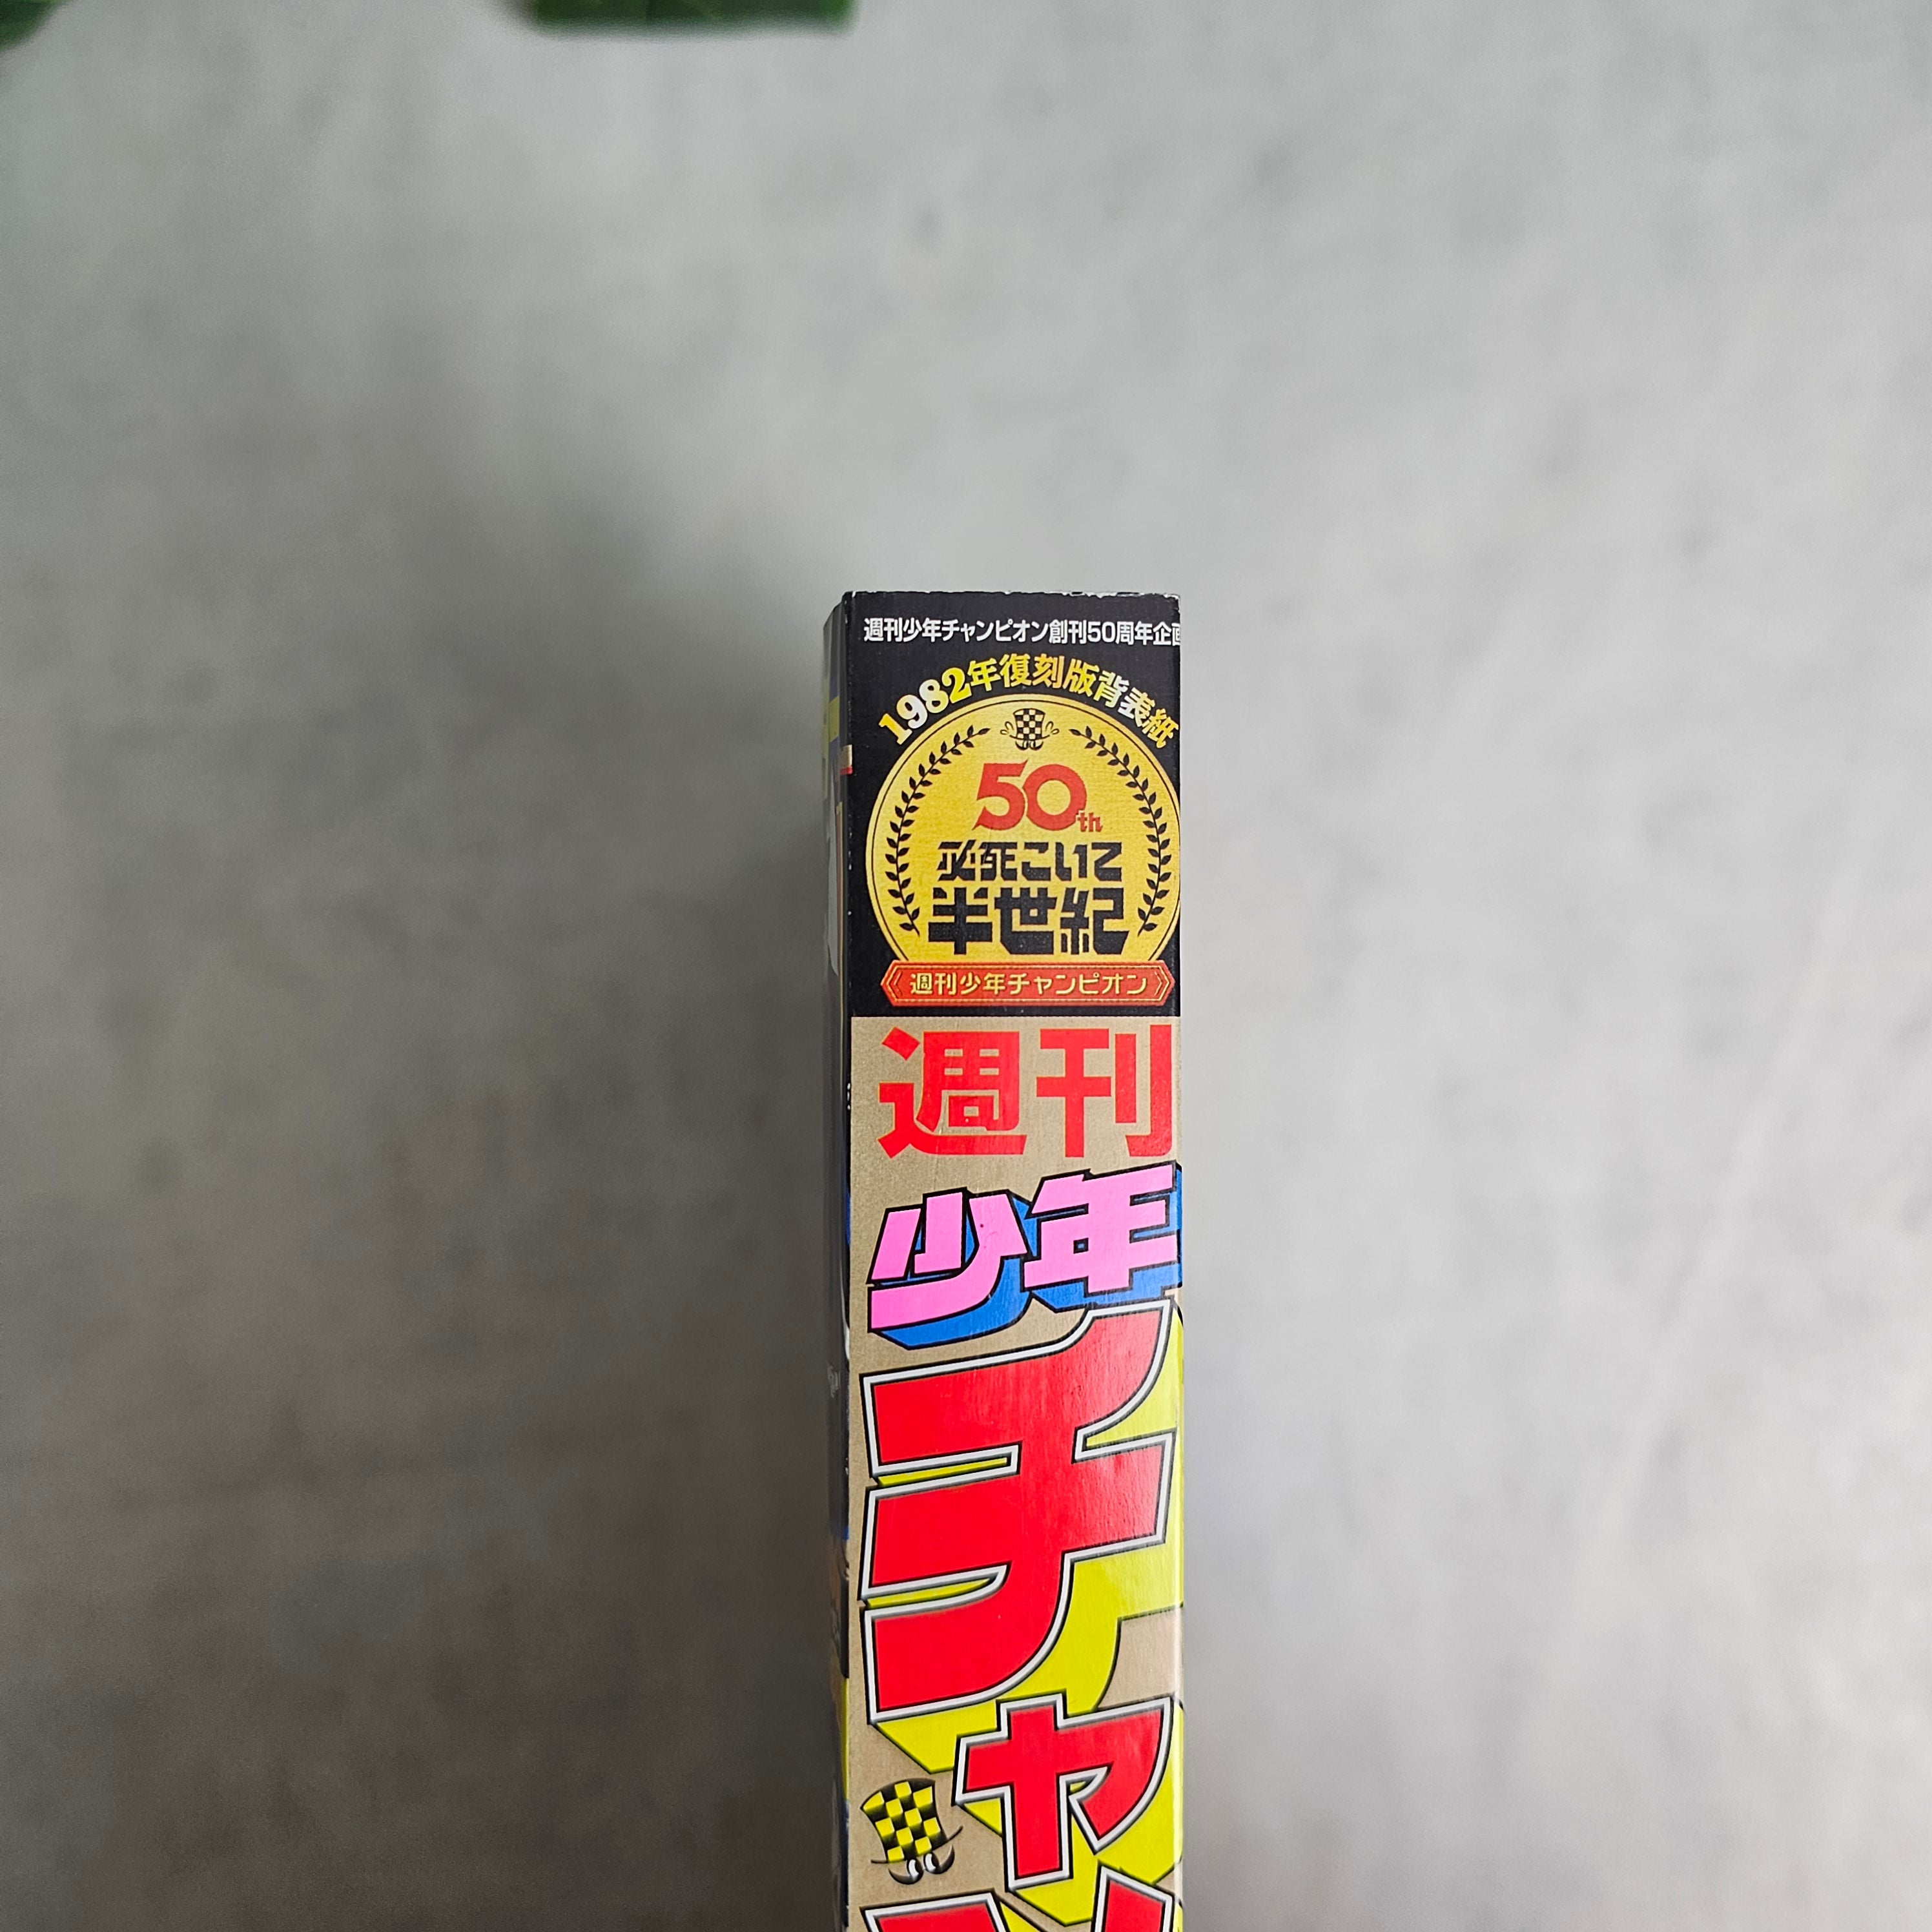 週刊少年チャンピオン創刊50周年企画
1982年復刻版背表紙
50th
必死こいて
半世紀
週刊少年チャンピオン
週刊
少年
チャ